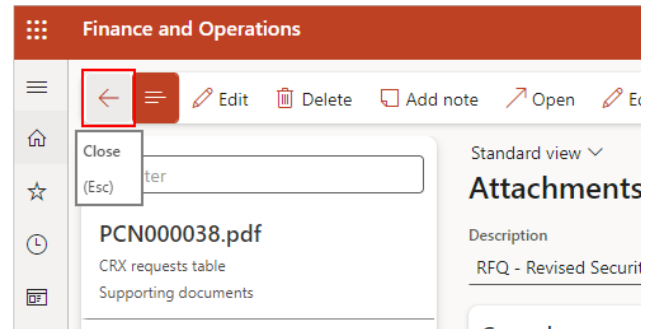 Finance and Operations
Edit Delete Add note Open
Standard view
Close
(Esc)
Attachments
PCN000038.pdf
Description
CRX requests table
RFQ - Revised
Supporting documents